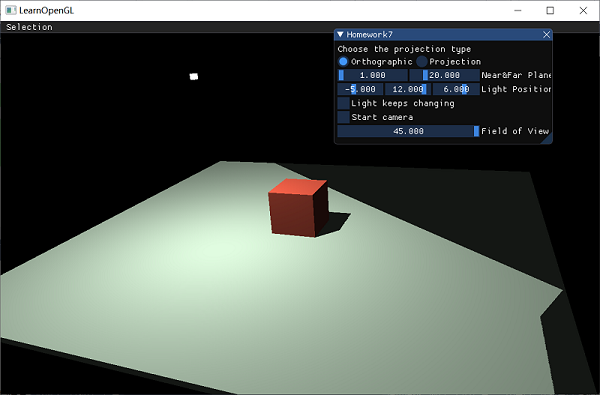 LearnOpenGL
Selection
Homework7
Choose the projection type
Orthographic Projection
1.000 20.000 Near&Far Plane
-5.000 12.000 6.000 Light Position
Light keeps changing
Start camera
45.000 Field of View